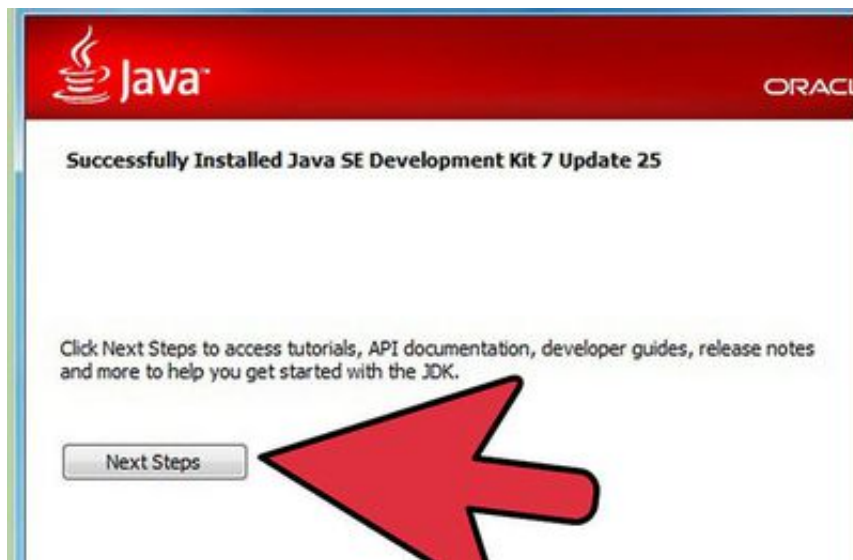 Java
ORACL
Successfully Installed Java SE Development Kit 7 Update 25
Click Next Steps to access tutorials, API documentation, developer guides, release notes
and more to help you get started with the JDK.
Next Steps